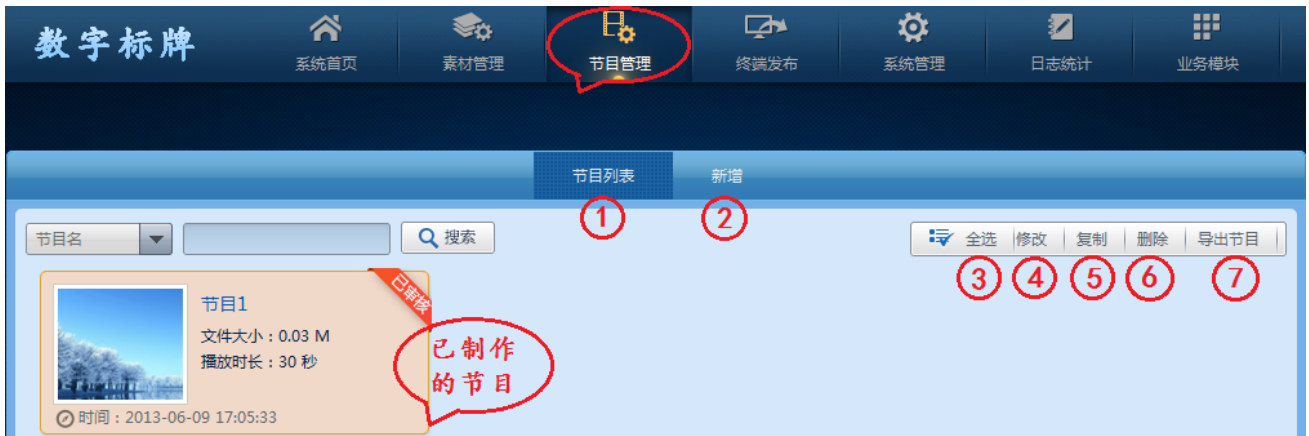 数字标牌
系统首页 素材管理 节目管理 终端发布 系统管理 日志统计 业务模块
节目列表 新增
1 2
节目名 搜索 全选 修改 复制 删除 导出节目
3 4 5 6 7
已审核
节目1
文件大小：0.03 M
播放时长：30 秒
已制作
的节目
时间：2013-06-09 17:05:33